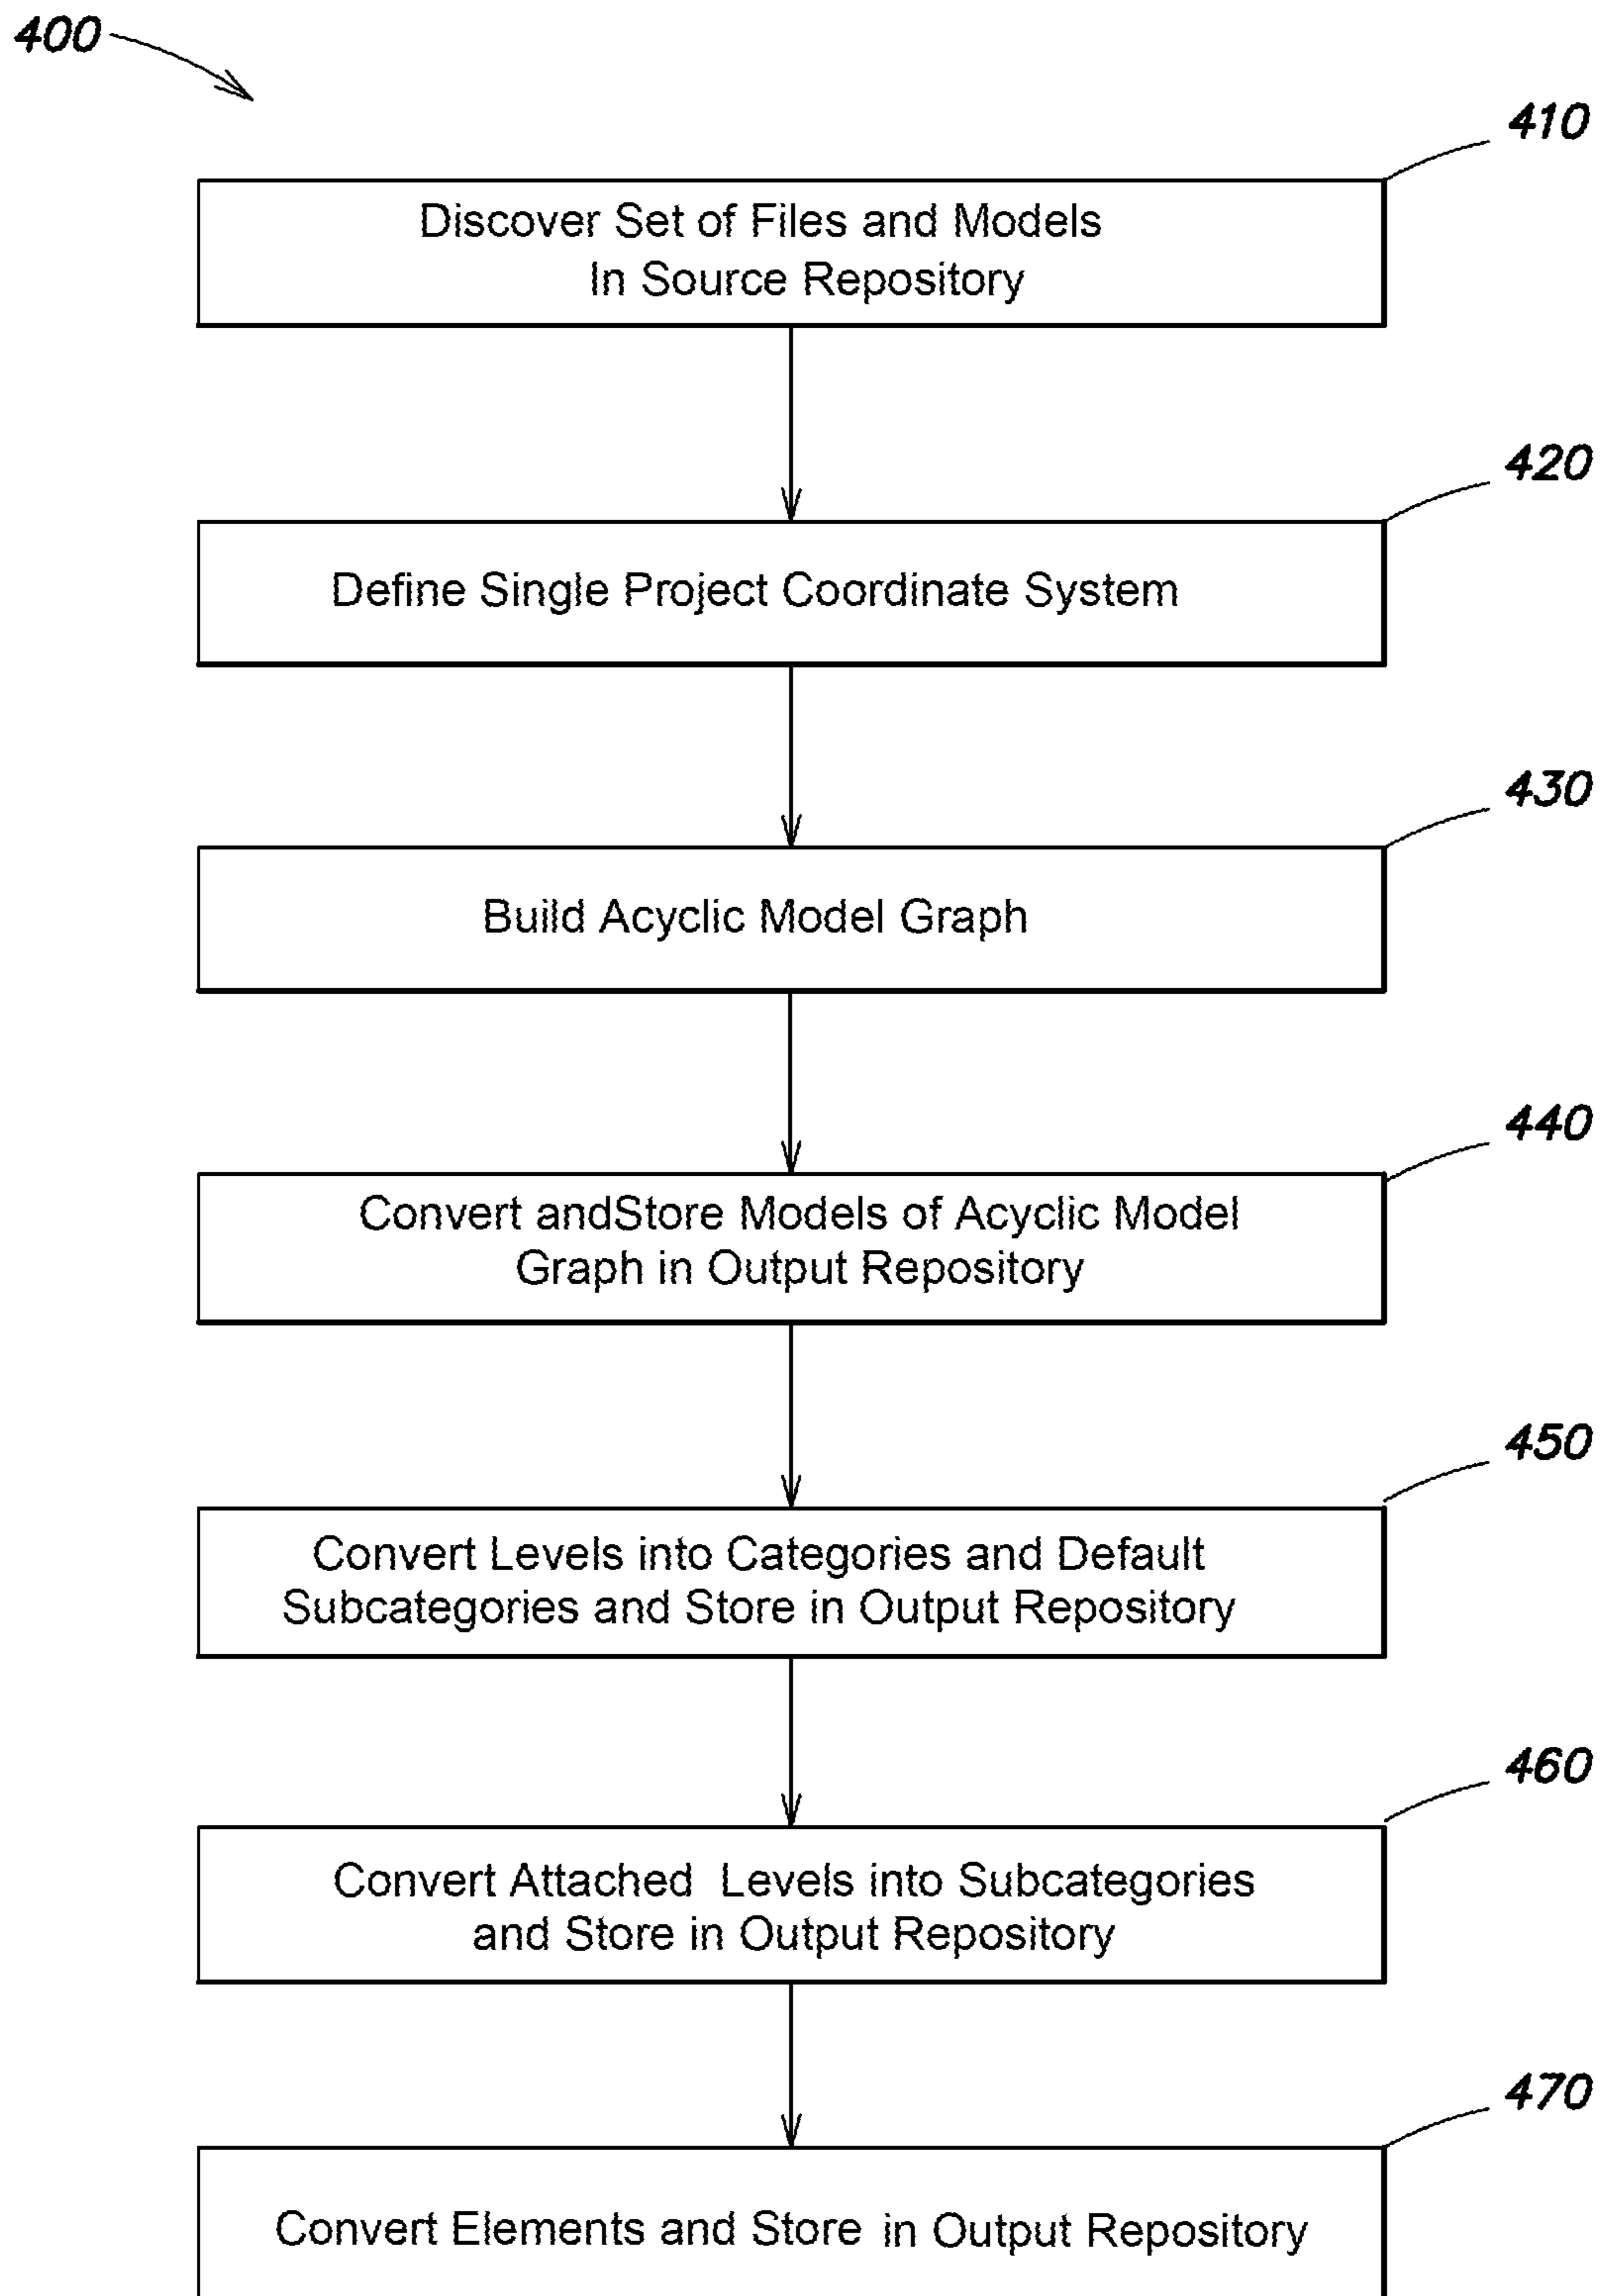 400
410
Discover Set of Files and Models
In Source Repository
420
Define Single Project Coordinate System
430
Build Acyclic Model Graph
440
Convert andStore Models of Acyclic Model
Graph in Output Repository
450
Convert Levels into Categories and Default
Subcategories and Store in Output Repository
460
Convert Attached Levels into Subcategories
and Store in Output Repository
470
Convert Elements and Store in Output Repository